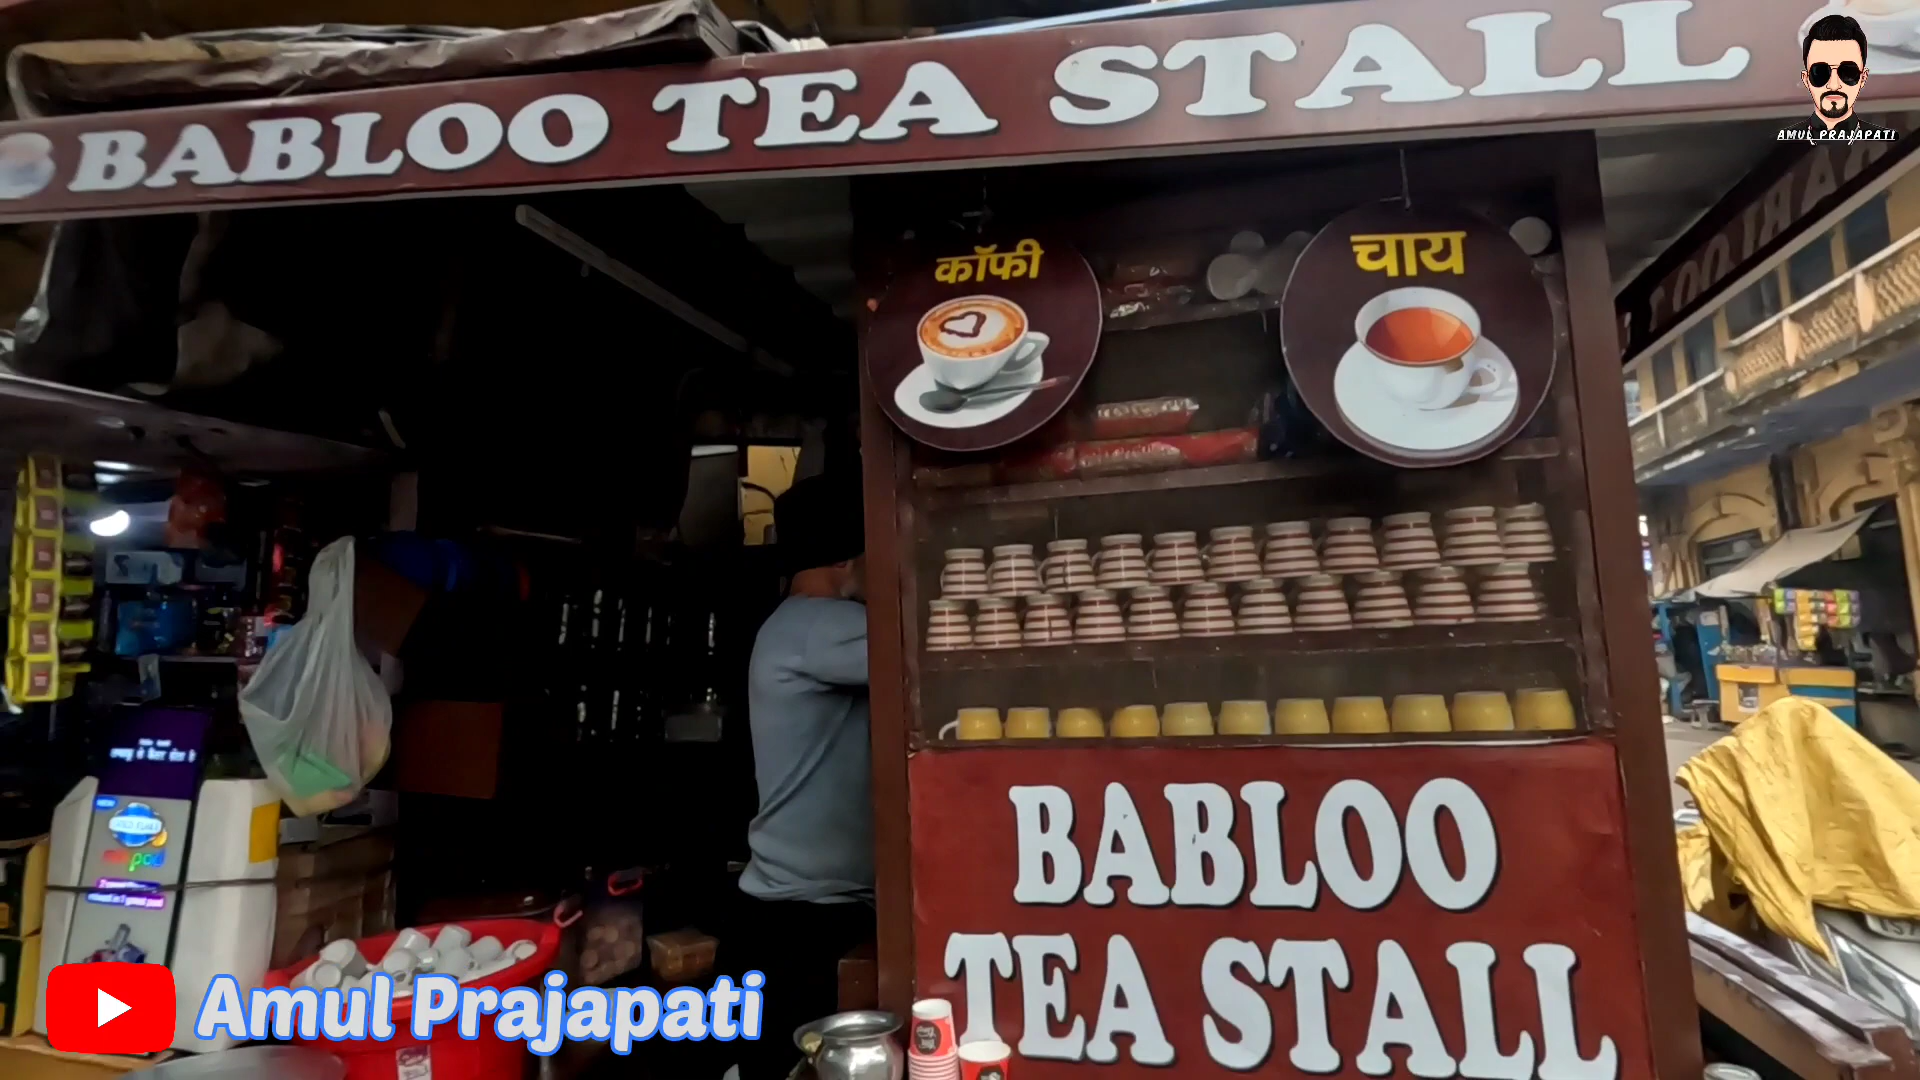 BABLOO TEA STALL
AMUL PRAJAPATI
कॉफी
चाय
BABLOO
TEA STALL
Amul Prajapati